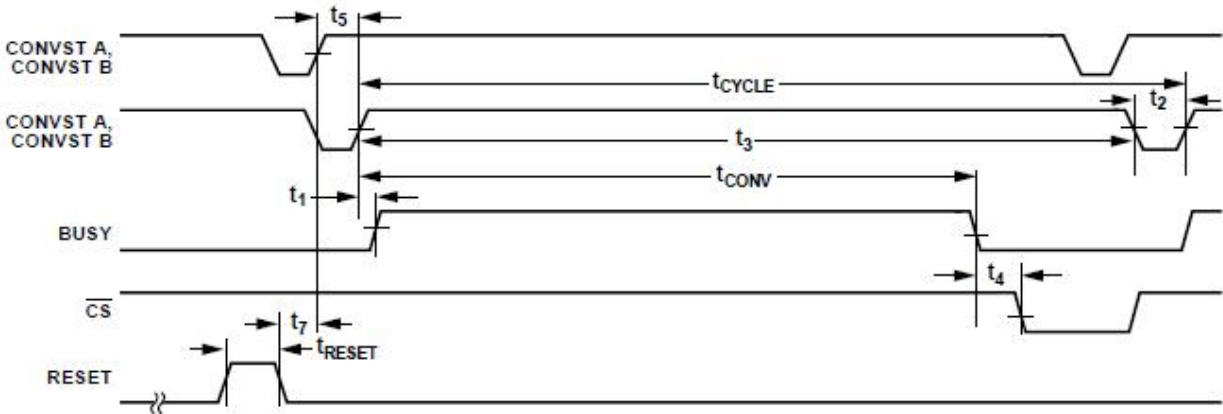 t5
CONVST A,
CONVST B
tCYCLE
t2
CONVST A,
CONVST B
t3
tCONV
t1
BUSY
t4
CS
t7
tRESET
RESET